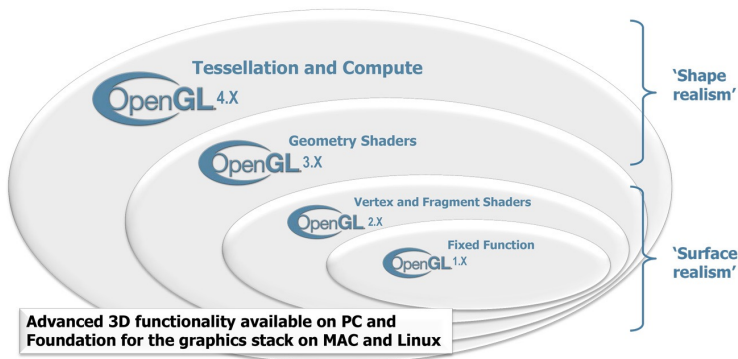 Tessellation and Compute
OpenGL 4.X
'Shape
realism'
Geometry Shaders
OpenGL 3.X
Vertex and Fragment Shaders
OpenGL 2.X
Fixed Function
OpenGL 1.X
'Surface
realism'
Advanced 3D functionality available on PC and
Foundation for the graphics stack on MAC and Linux